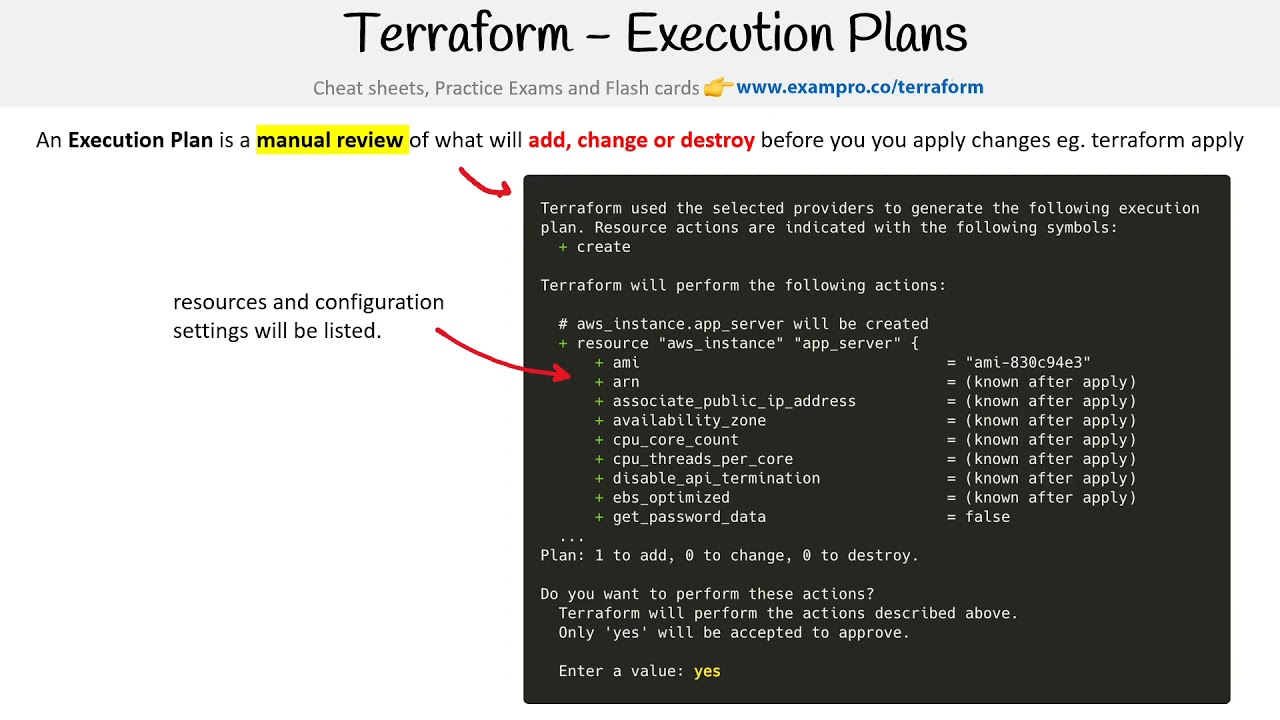 Terraform – Execution Plans
Cheat sheets, Practice Exams and Flash cards 👉 www.exampro.co/terraform
An Execution Plan is a manual review of what will add, change or destroy before you you apply changes eg. terraform apply
resources and configuration
settings will be listed.
Terraform used the selected providers to generate the following execution
plan. Resource actions are indicated with the following symbols:
+ create
Terraform will perform the following actions:
# aws_instance.app_server will be created
+ resource "aws_instance" "app_server" {
+ ami = "ami-830c94e3"
+ arn = (known after apply)
+ associate_public_ip_address = (known after apply)
+ availability_zone = (known after apply)
+ cpu_core_count = (known after apply)
+ cpu_threads_per_core = (known after apply)
+ disable_api_termination = (known after apply)
+ ebs_optimized = (known after apply)
+ get_password_data = false
...
Plan: 1 to add, 0 to change, 0 to destroy.
Do you want to perform these actions?
Terraform will perform the actions described above.
Only 'yes' will be accepted to approve.
Enter a value: yes